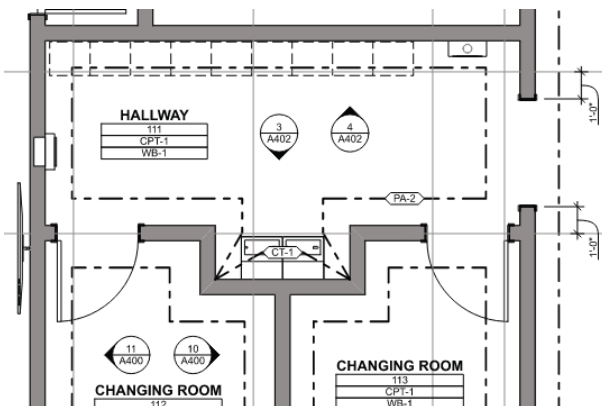 HALLWAY
111
CPT-1
WB-1
3
A402
4
A402
1'-0"
PA-2
1'-0"
CT-1
11
A400
10
A400
CHANGING ROOM
112
CHANGING ROOM
113
CPT-1
WB-1